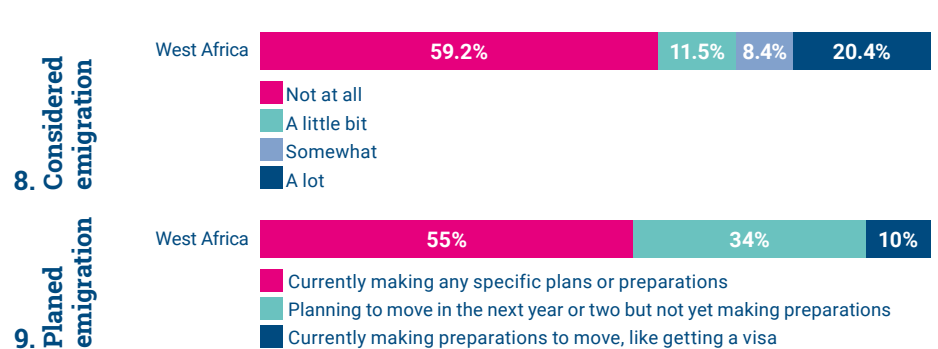 8. Considered
emigration
West Africa 59.2% 11.5% 8.4% 20.4%
Not at all
A little bit
Somewhat
A lot
9. Planed
emigration
West Africa 55% 34% 10%
Currently making any specific plans or preparations
Planning to move in the next year or two but not yet making preparations
Currently making preparations to move, like getting a visa